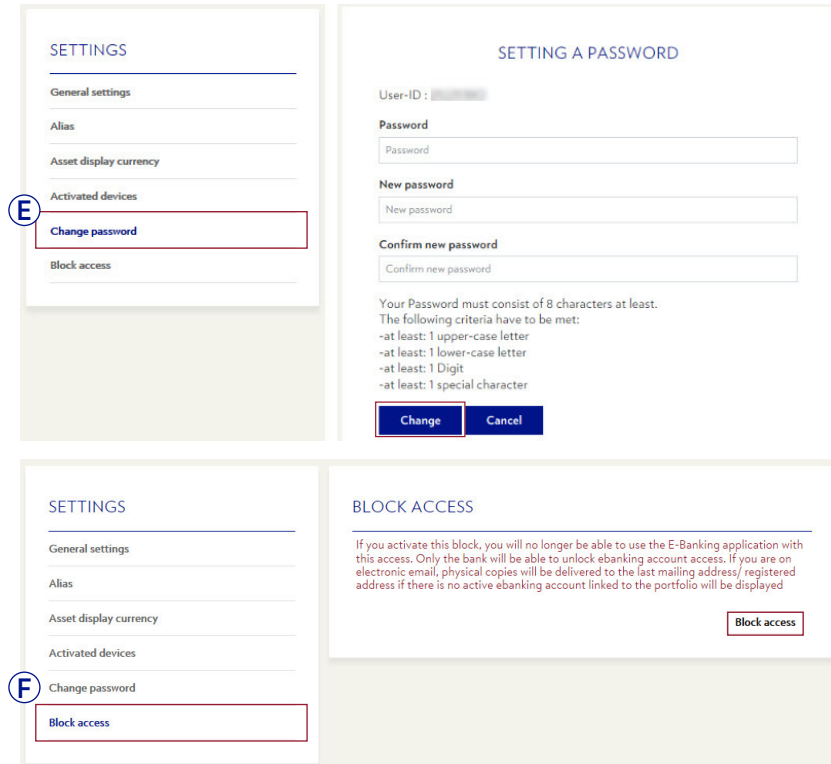 SETTINGS
General settings
Alias
Asset display currency
Activated devices
E
Change password
Block access
SETTING A PASSWORD
User-ID :
Password
Password
New password
New password
Confirm new password
Confirm new password
Your Password must consist of 8 characters at least.
The following criteria have to be met:
-at least: 1 upper-case letter
-at least: 1 lower-case letter
-at least: 1 Digit
-at least: 1 special character
Change Cancel
SETTINGS
General settings
Alias
Asset display currency
Activated devices
F
Change password
Block access
BLOCK ACCESS
If you activate this block, you will no longer be able to use the E-Banking application with
this access. Only the bank will be able to unlock ebanking account access. If you are on
electronic email, physical copies will be delivered to the last mailing address/ registered
address if there is no active ebanking account linked to the portfolio will be displayed
Block access